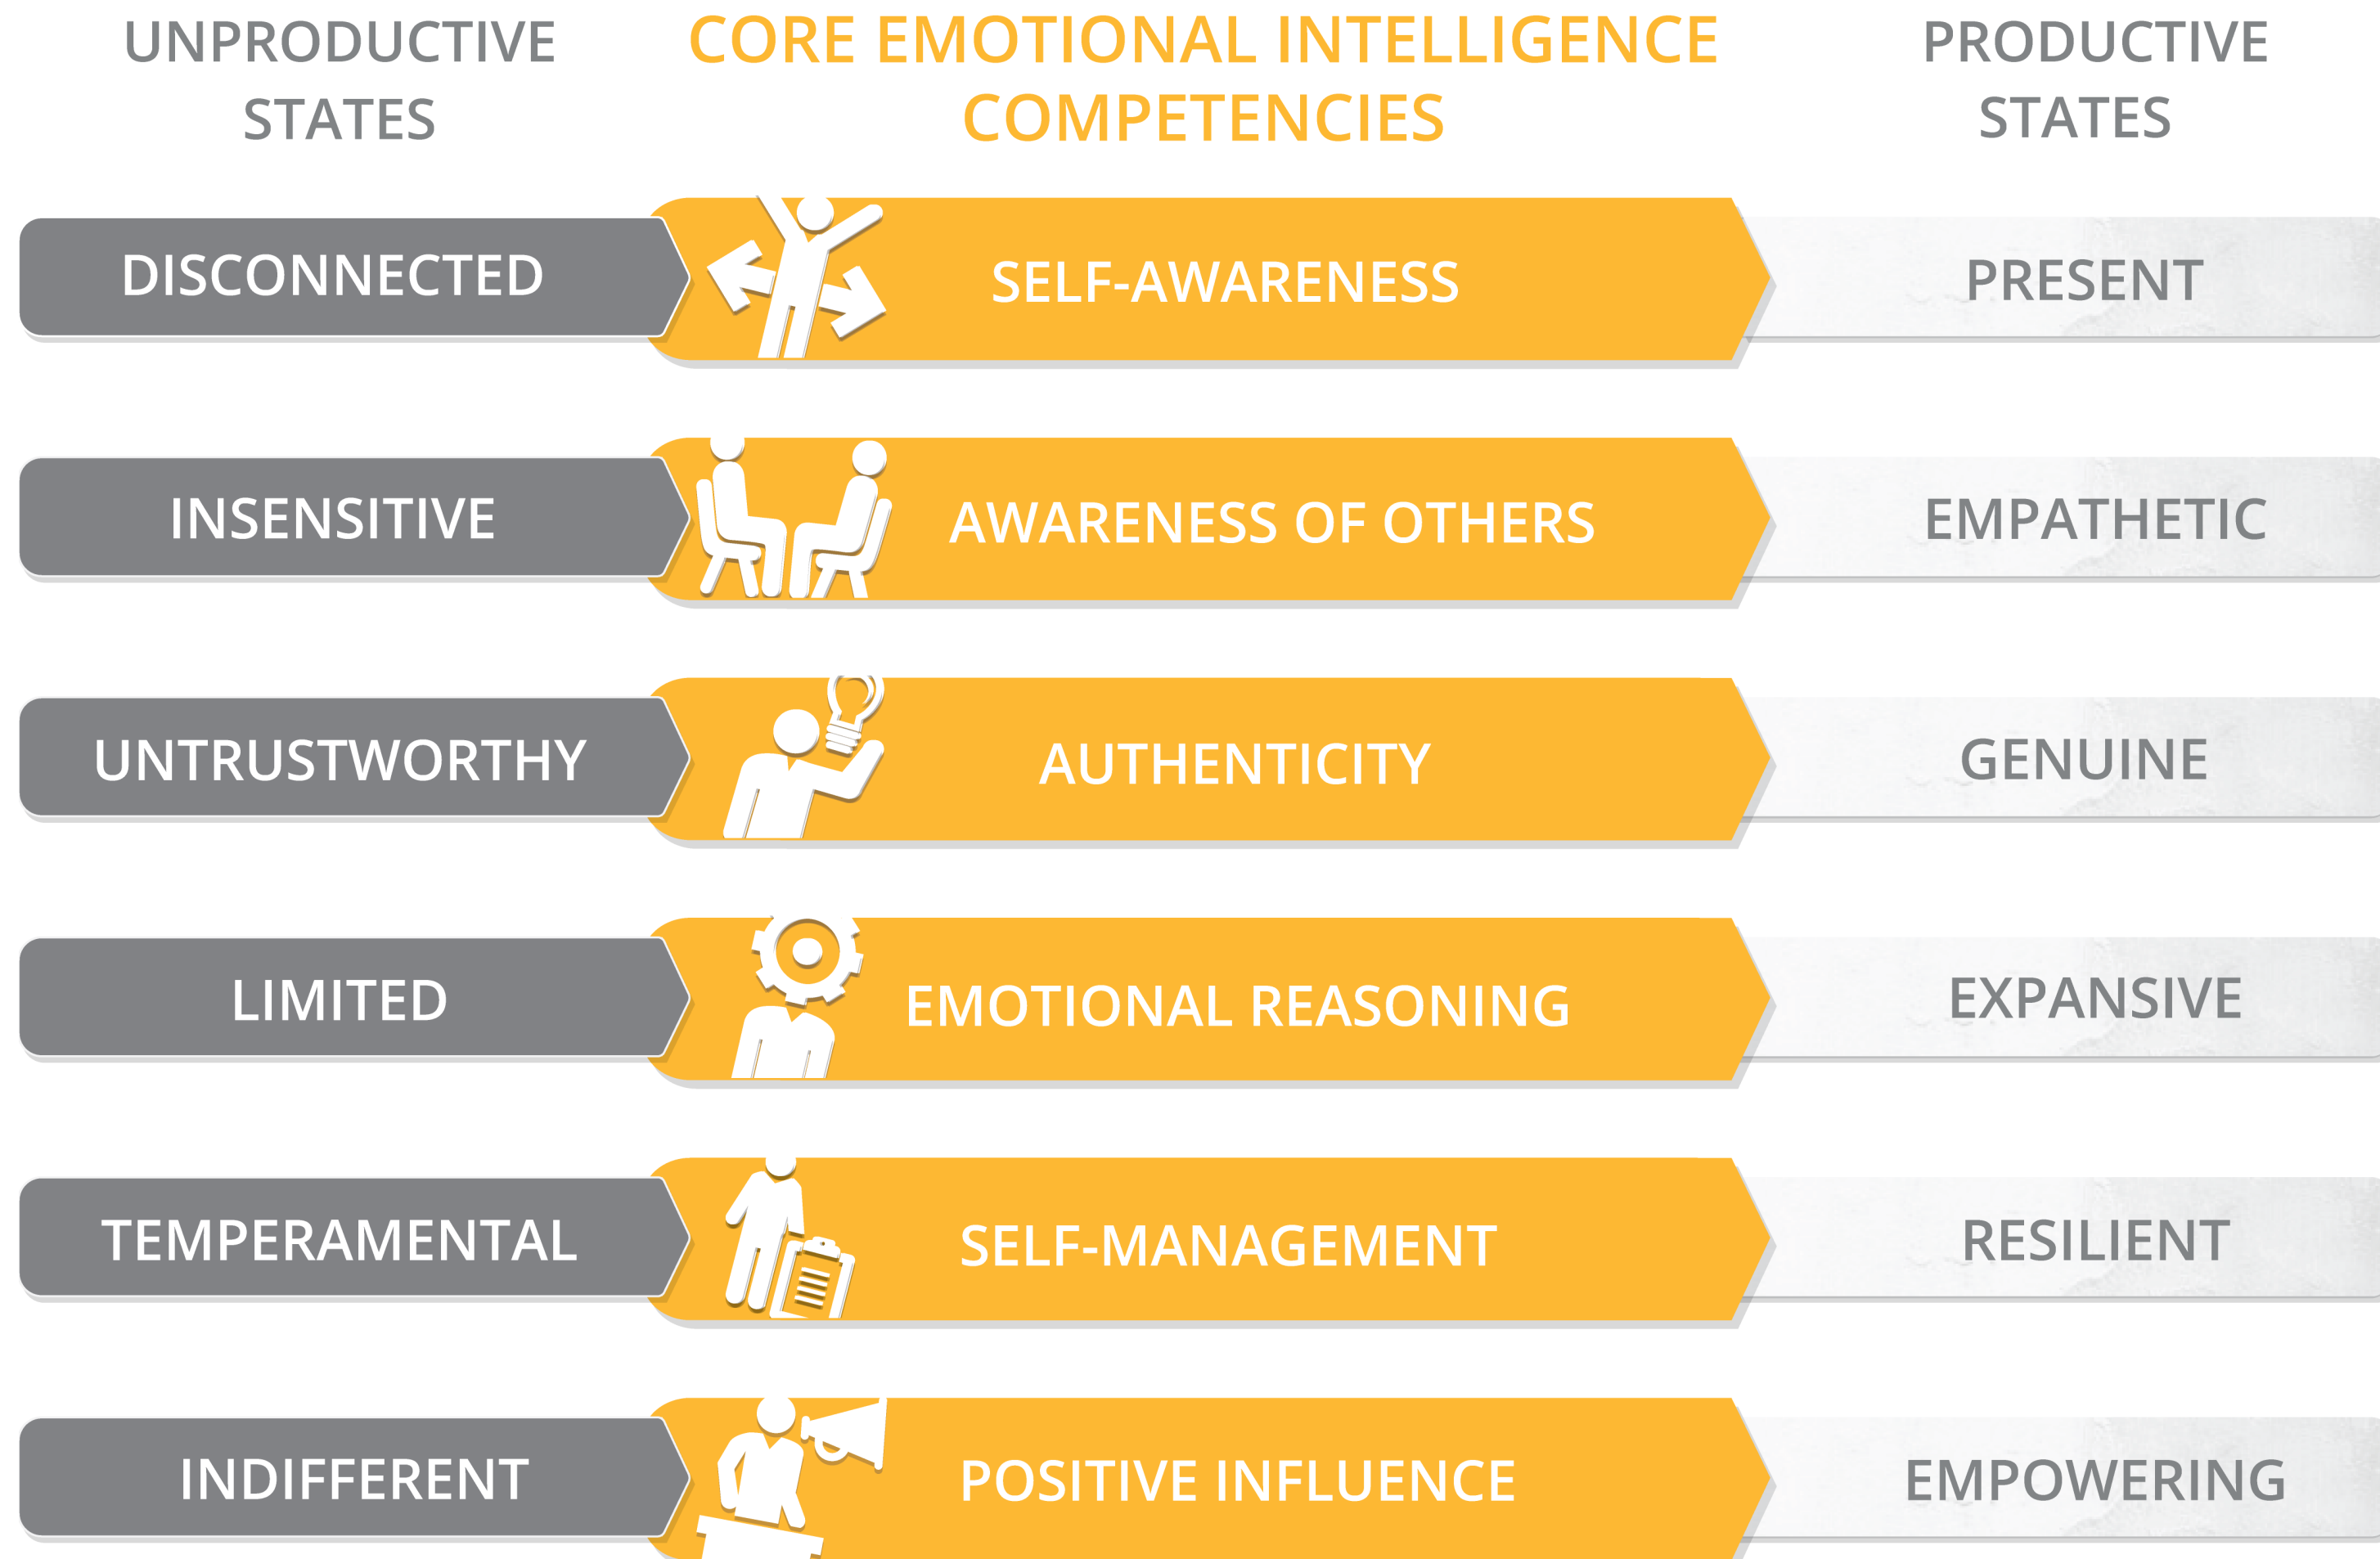 UNPRODUCTIVE
STATES
CORE EMOTIONAL INTELLIGENCE
COMPETENCIES
PRODUCTIVE
STATES
DISCONNECTED
SELF-AWARENESS
PRESENT
INSENSITIVE
AWARENESS OF OTHERS
EMPATHETIC
UNTRUSTWORTHY
AUTHENTICITY
GENUINE
LIMITED
EMOTIONAL REASONING
EXPANSIVE
TEMPERAMENTAL
SELF-MANAGEMENT
RESILIENT
INDIFFERENT
POSITIVE INFLUENCE
EMPOWERING